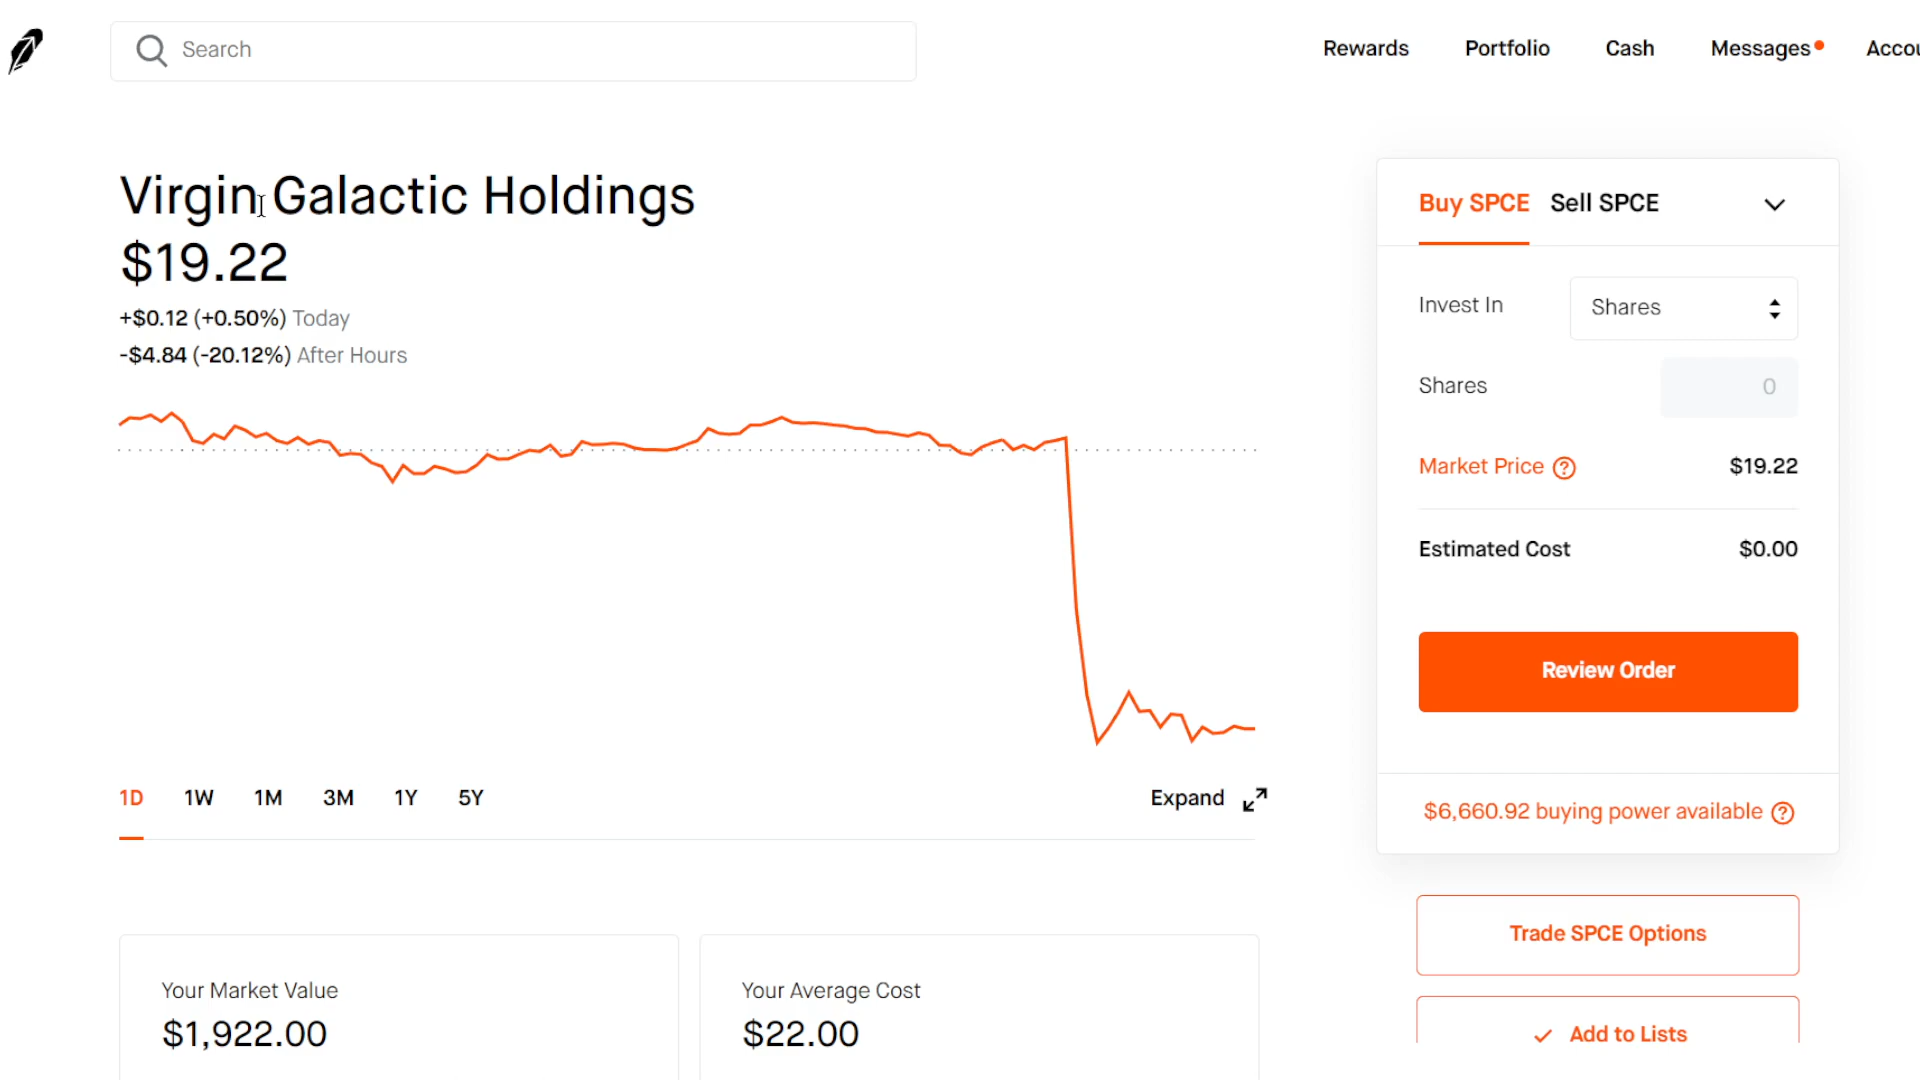 Search
Rewards
Portfolio
Cash
Messages
Accou
Virgin Galactic Holdings
$19.22
+$0.12 (+0.50%) Today
-$4.84 (-20.12%) After Hours
1D
1W
1M
3M
1Y
5Y
Expand
Your Market Value
$1,922.00
Your Average Cost
$22.00
Buy SPCE
Sell SPCE
Invest In
Shares
Shares
0
Market Price ?
$19.22
Estimated Cost
$0.00
Review Order
$6,660.92 buying power available ?
Trade SPCE Options
Add to Lists